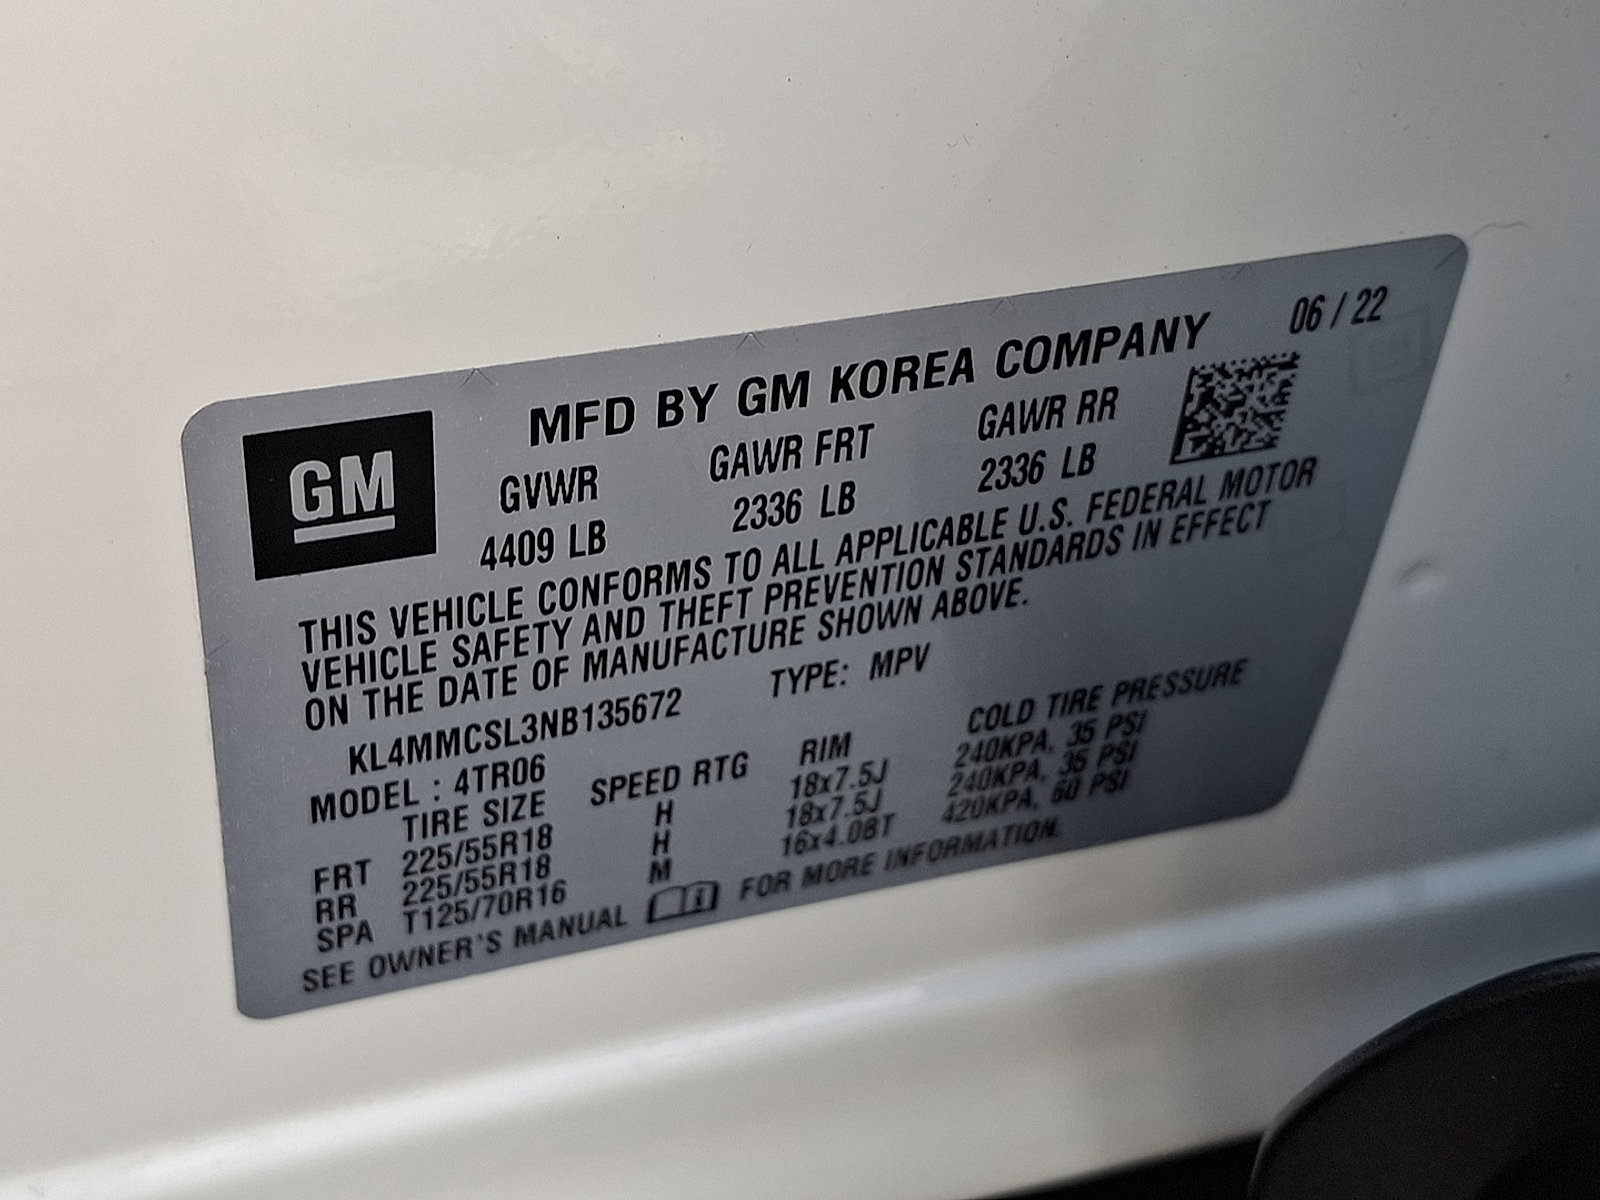 06 / 22
MFD BY GM KOREA COMPANY
GM
GVWR GAWR FRT GAWR RR
4409 LB 2336 LB 2336 LB
THIS VEHICLE CONFORMS TO ALL APPLICABLE U.S. FEDERAL MOTOR
VEHICLE SAFETY AND THEFT PREVENTION STANDARDS IN EFFECT
ON THE DATE OF MANUFACTURE SHOWN ABOVE.
KL4MMCSL3NB135672 TYPE: MPV
MODEL : 4TR06
TIRE SIZE SPEED RTG RIM COLD TIRE PRESSURE
FRT 225/55R18 H 18x7.5J 240KPA, 35 PSI
RR 225/55R18 H 18x7.5J 240KPA, 35 PSI
SPA T125/70R16 M 16x4.0BT 420KPA, 60 PSI
SEE OWNER'S MANUAL FOR MORE INFORMATION.